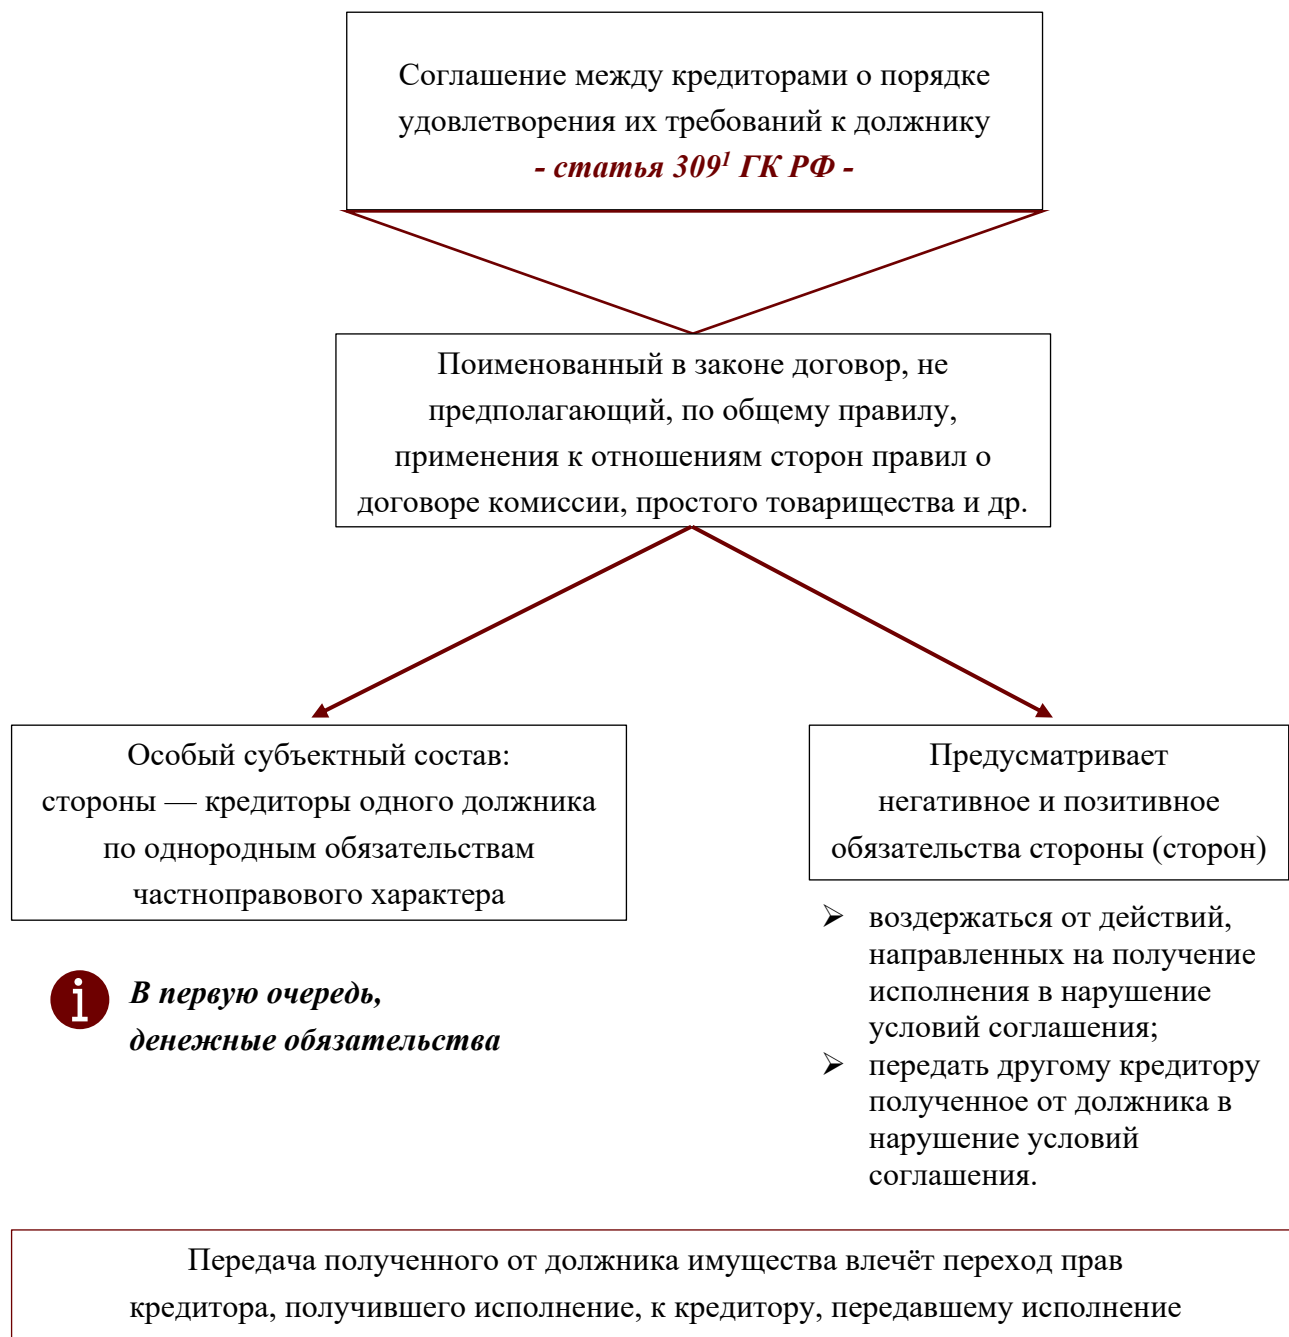 Соглашение между кредиторами о порядке
удовлетворения их требований к должнику
- статья 309¹ ГК РФ -
Поименованный в законе договор, не
предполагающий, по общему правилу,
применения к отношениям сторон правил о
договоре комиссии, простого товарищества и др.
Особый субъектный состав:
стороны — кредиторы одного должника
по однородным обязательствам
частноправового характера
В первую очередь,
денежные обязательства
Предусматривает
негативное и позитивное
обязательства стороны (сторон)
➢ воздержаться от действий,
направленных на получение
исполнения в нарушение
условий соглашения;
➢ передать другому кредитору
полученное от должника в
нарушение условий
соглашения.
Передача полученного от должника имущества влечёт переход прав
кредитора, получившего исполнение, к кредитору, передавшему исполнение